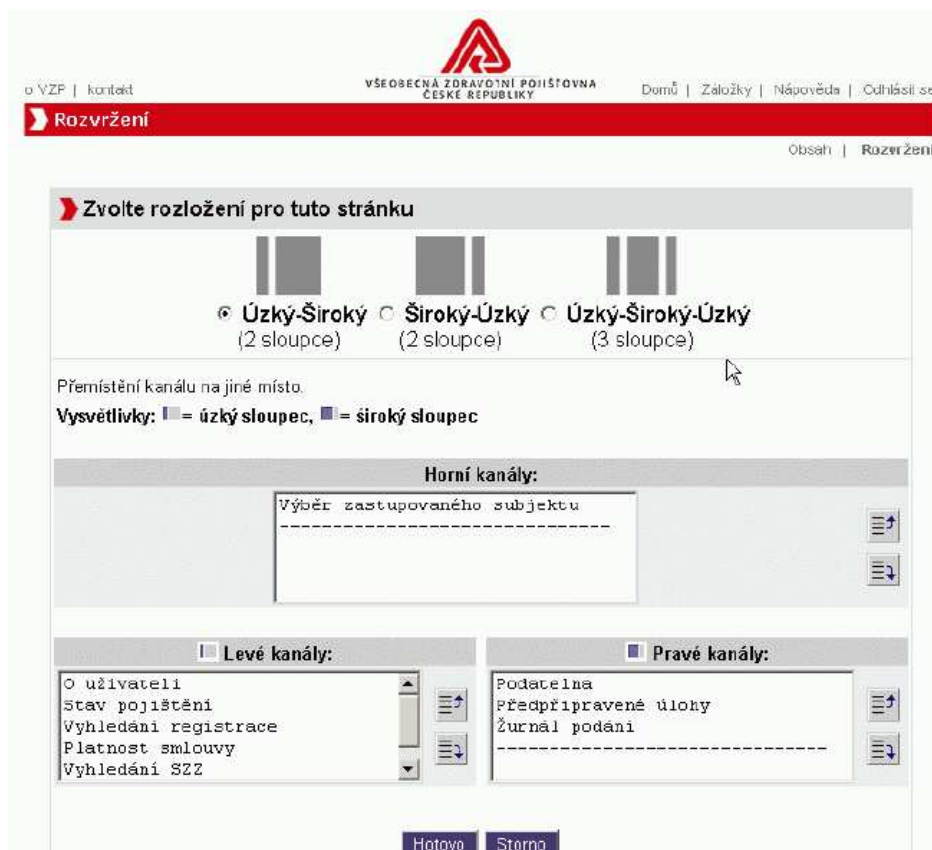 VŠEOBECNÁ ZDRAVOTNÍ POJIŠŤOVNA
ČESKÉ REPUBLIKY
o VZP | kontakt
Domů | Záložky | Nápověda | Odhlásit se
Rozvržení
Obsah | Rozvržení
Zvolte rozložení pro tuto stránku
Úzký-Široký Široký-Úzký Úzký-Široký-Úzký
(2 sloupce) (2 sloupce) (3 sloupce)
Přemístění kanálu na jiné místo.
Vysvětlivky: = úzký sloupec, = široký sloupec
Horní kanály:
Výběr zastupovaného subjektu
--------------------------------
Levé kanály:
O uživateli
Stav pojištění
Vyhledání registrace
Platnost smlouvy
Vyhledání SZZ
Pravé kanály:
Podatelna
Předpřipravené úlohy
Žurnál podání
--------------------------------
Hotovo Storno